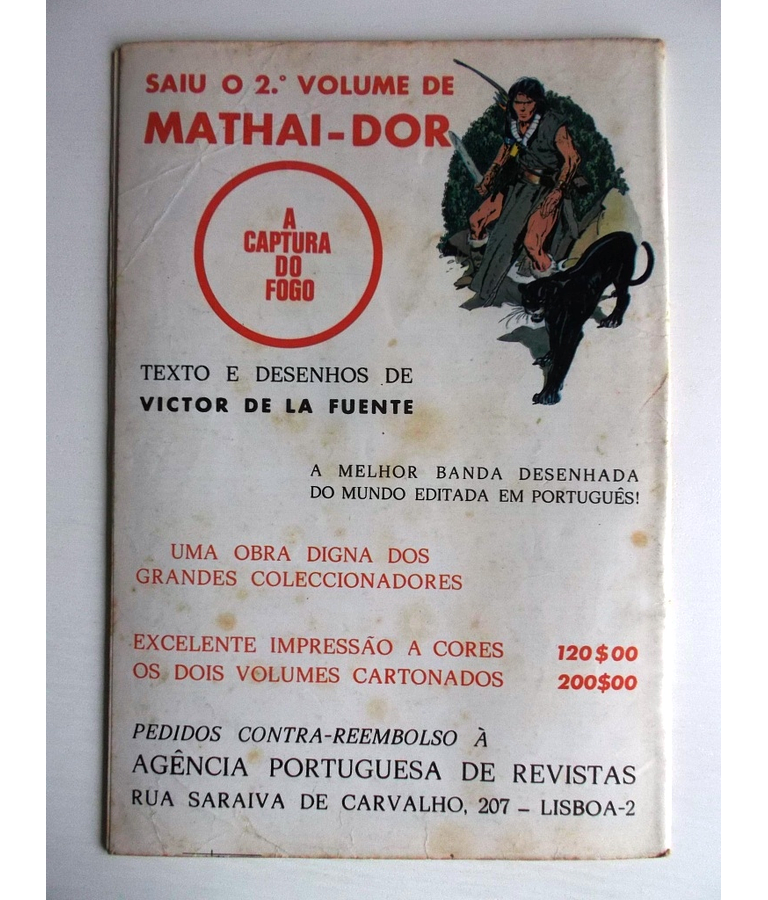 SAIU O 2.º VOLUME DE
MATHAI-DOR
A
CAPTURA
DO
FOGO
TEXTO E DESENHOS DE
VICTOR DE LA FUENTE
A MELHOR BANDA DESENHADA
DO MUNDO EDITADA EM PORTUGUÊS!
UMA OBRA DIGNA DOS
GRANDES COLECCIONADORES
EXCELENTE IMPRESSÃO A CORES 120$00
OS DOIS VOLUMES CARTONADOS 200$00
PEDIDOS CONTRA-REEMBOLSO À
AGÊNCIA PORTUGUESA DE REVISTAS
RUA SARAIVA DE CARVALHO, 207 – LISBOA-2